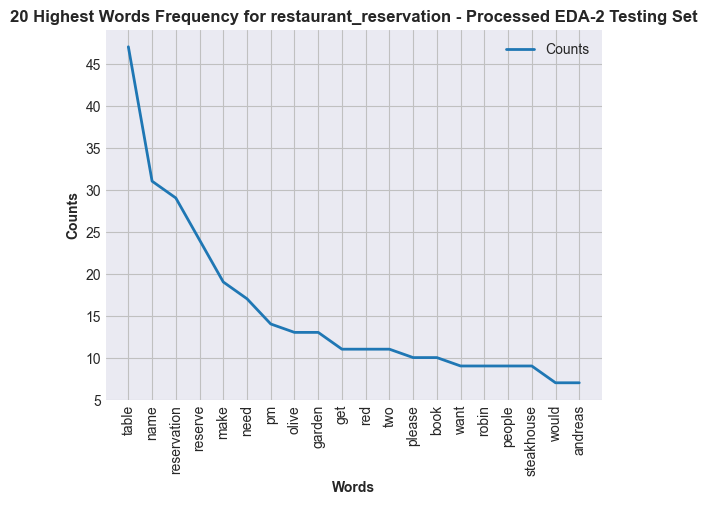 20 Highest Words Frequency for restaurant_reservation - Processed EDA-2 Testing Set
Counts
45
40
35
30
25
20
15
10
5
Counts
table
name
reservation
reserve
make
need
pm
olive
garden
get
red
two
please
book
want
robin
people
steakhouse
would
andreas
Words